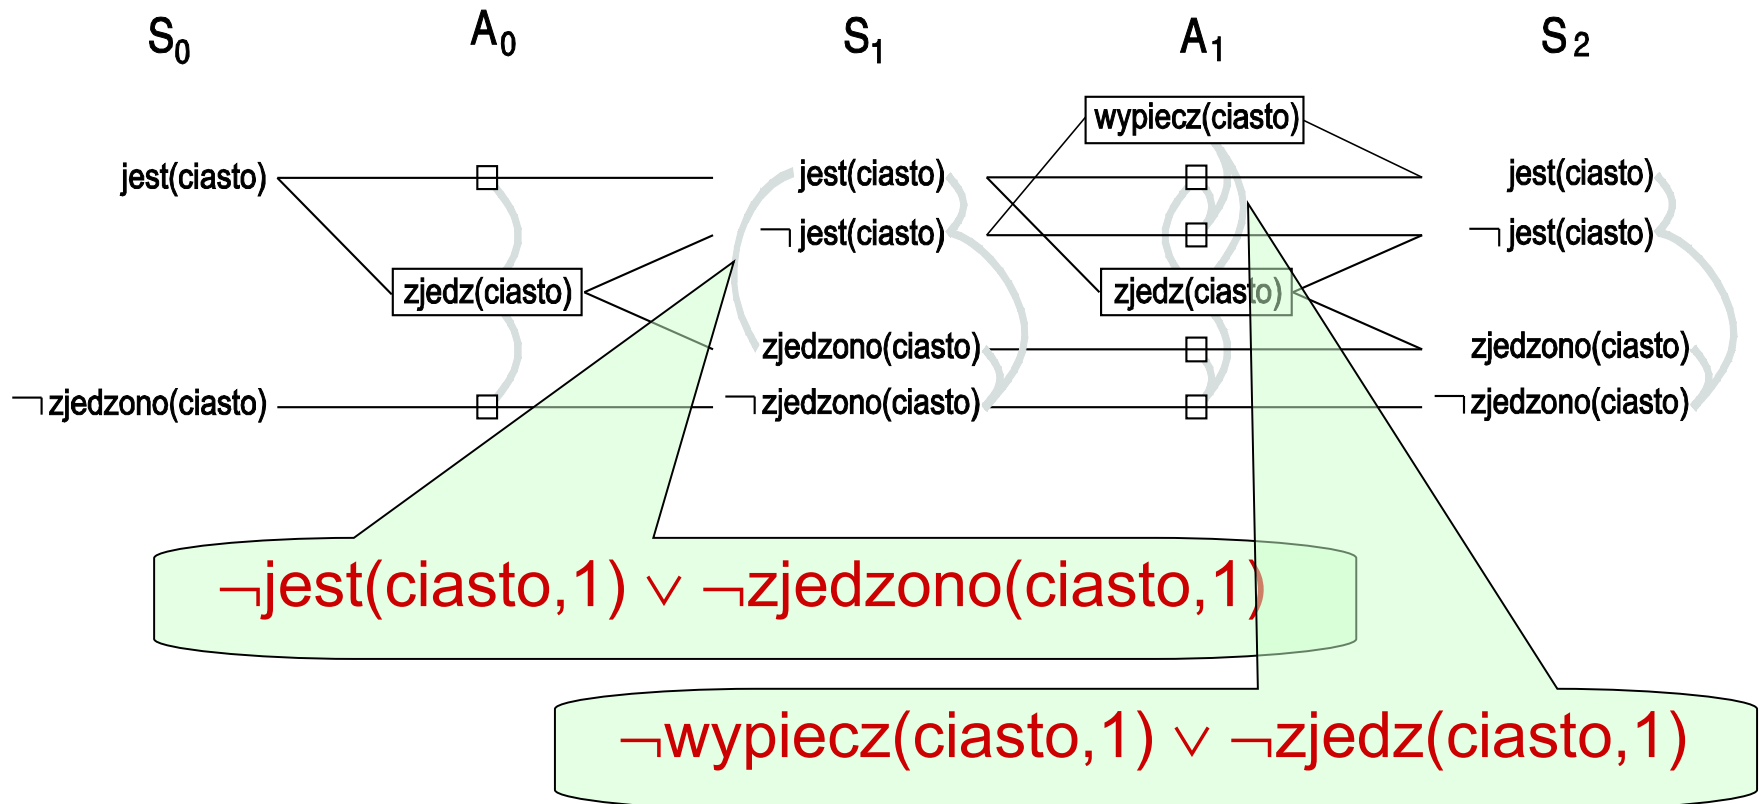 S0 A0 S1 A1 S2
wypiecz(ciasto)
jest(ciasto) jest(ciasto) jest(ciasto)
¬ jest(ciasto) ¬ jest(ciasto)
zjedz(ciasto) zjedz(ciasto)
zjedzono(ciasto) zjedzono(ciasto)
¬ zjedzono(ciasto) ¬ zjedzono(ciasto) ¬ zjedzono(ciasto)
¬jest(ciasto,1) ∨ ¬zjedzono(ciasto,1)
¬wypiecz(ciasto,1) ∨ ¬zjedz(ciasto,1)